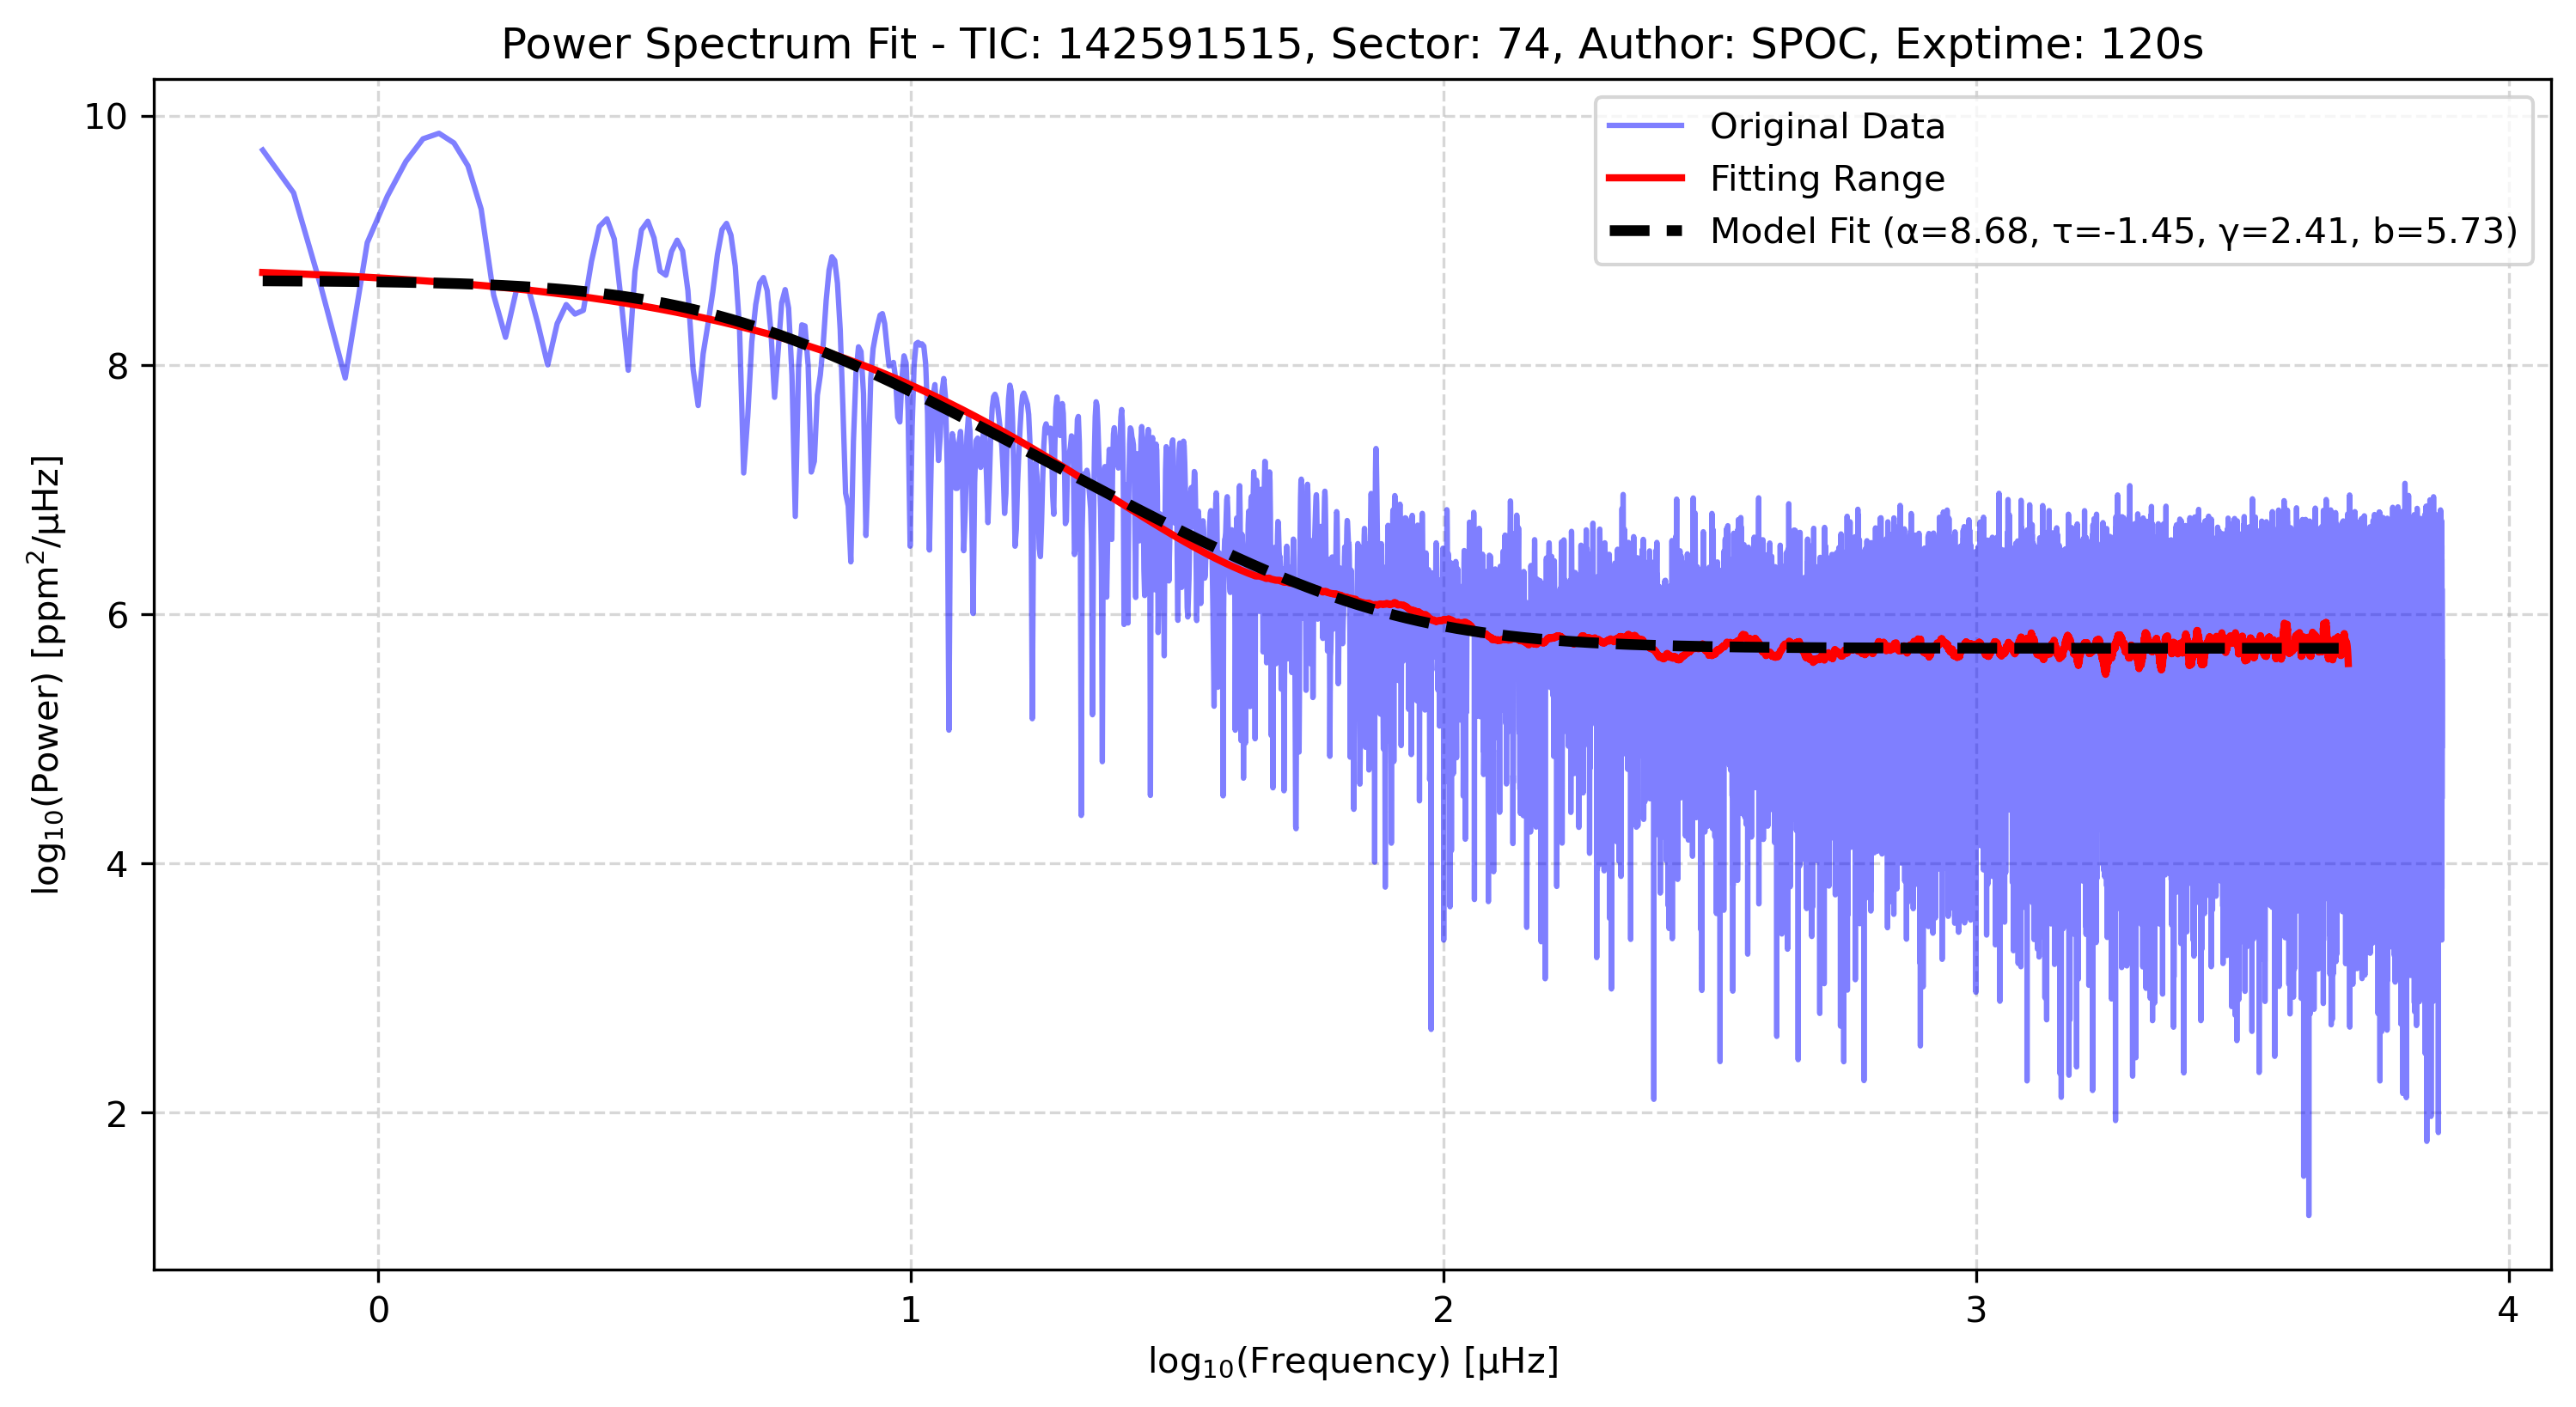 Power Spectrum Fit - TIC: 142591515, Sector: 74, Author: SPOC, Exptime: 120s
Original Data
Fitting Range
Model Fit (α=8.68, τ=-1.45, γ=2.41, b=5.73)
log₁₀(Power) [ppm²/μHz]
10
8
6
4
2
0 1 2 3 4
log₁₀(Frequency) [μHz]